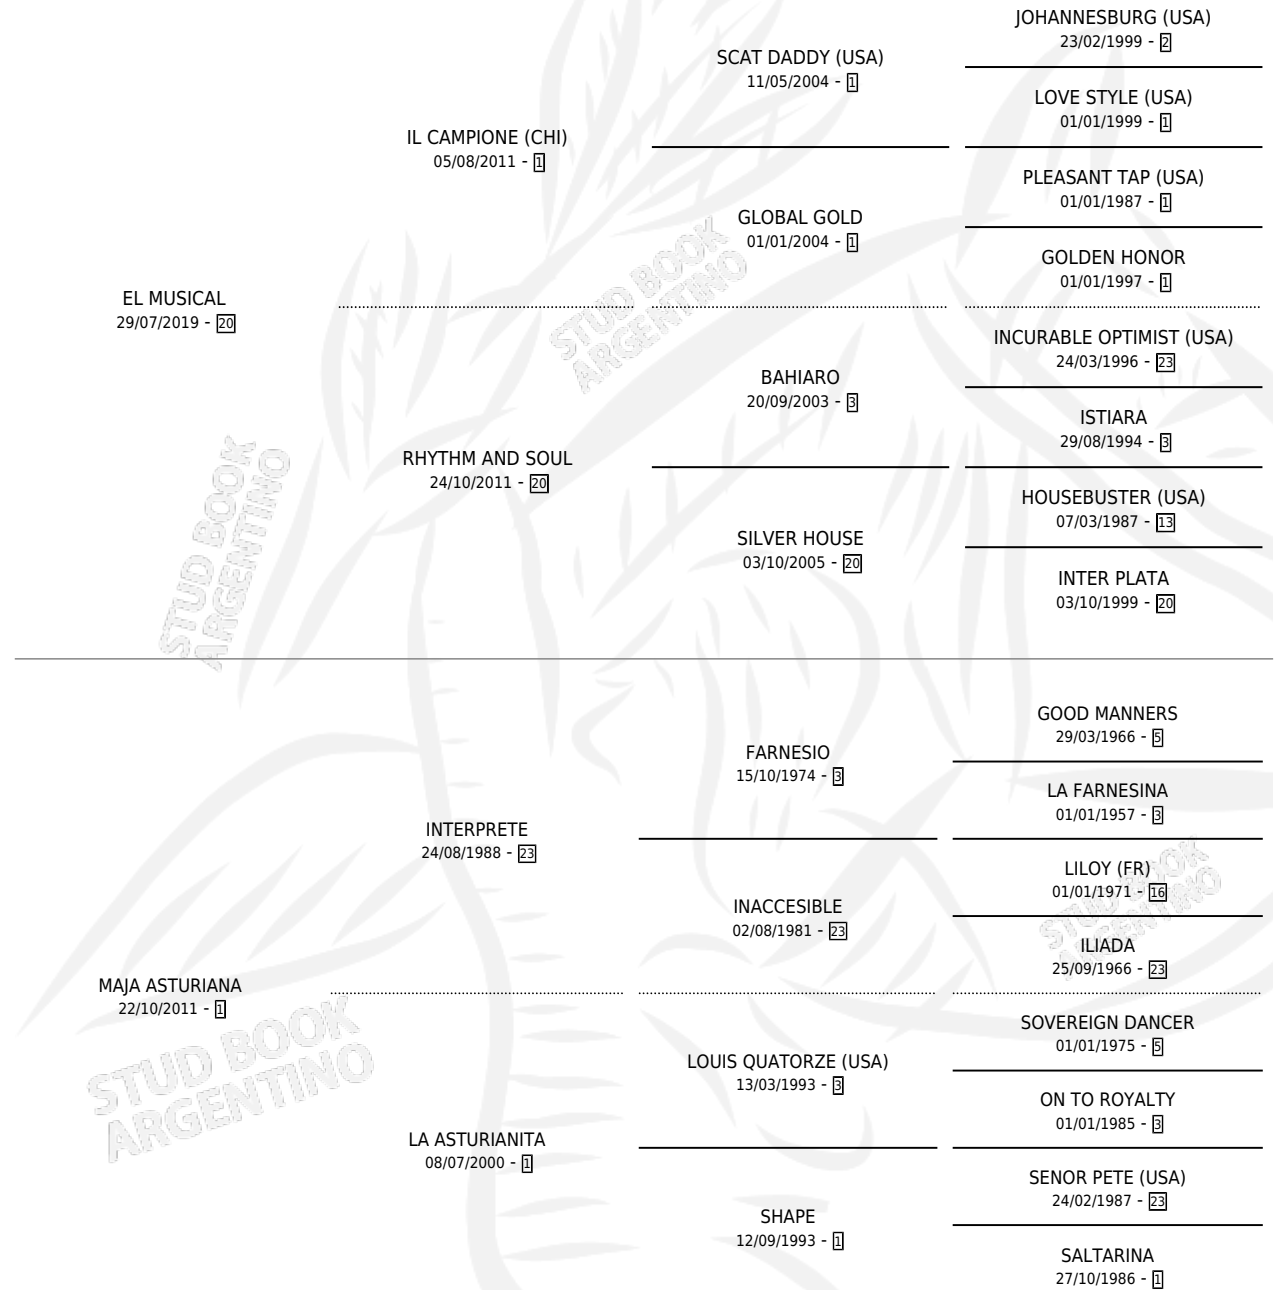 JOHANNESBURG (USA)
23/02/1999 - 2
SCAT DADDY (USA)
11/05/2004 - 1
LOVE STYLE (USA)
01/01/1999 - 1
IL CAMPIONE (CHI)
05/08/2011 - 1
PLEASANT TAP (USA)
01/01/1987 - 1
GLOBAL GOLD
01/01/2004 - 1
GOLDEN HONOR
01/01/1997 - 1
EL MUSICAL
29/07/2019 - 20
INCURABLE OPTIMIST (USA)
24/03/1996 - 23
BAHIARO
20/09/2003 - 3
ISTIARA
29/08/1994 - 3
RHYTHM AND SOUL
24/10/2011 - 20
HOUSEBUSTER (USA)
07/03/1987 - 13
SILVER HOUSE
03/10/2005 - 20
INTER PLATA
03/10/1999 - 20
GOOD MANNERS
29/03/1966 - 5
FARNESIO
15/10/1974 - 3
LA FARNESINA
01/01/1957 - 3
INTERPRETE
24/08/1988 - 23
LILOY (FR)
01/01/1971 - 16
INACCESIBLE
02/08/1981 - 23
ILIADA
25/09/1966 - 23
MAJA ASTURIANA
22/10/2011 - 1
SOVEREIGN DANCER
01/01/1975 - 5
LOUIS QUATORZE (USA)
13/03/1993 - 3
ON TO ROYALTY
01/01/1985 - 3
LA ASTURIANITA
08/07/2000 - 1
SENOR PETE (USA)
24/02/1987 - 23
SHAPE
12/09/1993 - 1
SALTARINA
27/10/1986 - 1
STUD BOOK
ARGENTINO
STUD BOOK
ARGENTINO
STUD BOOK
ARGENTINO
STUD BOOK
ARGENTINO